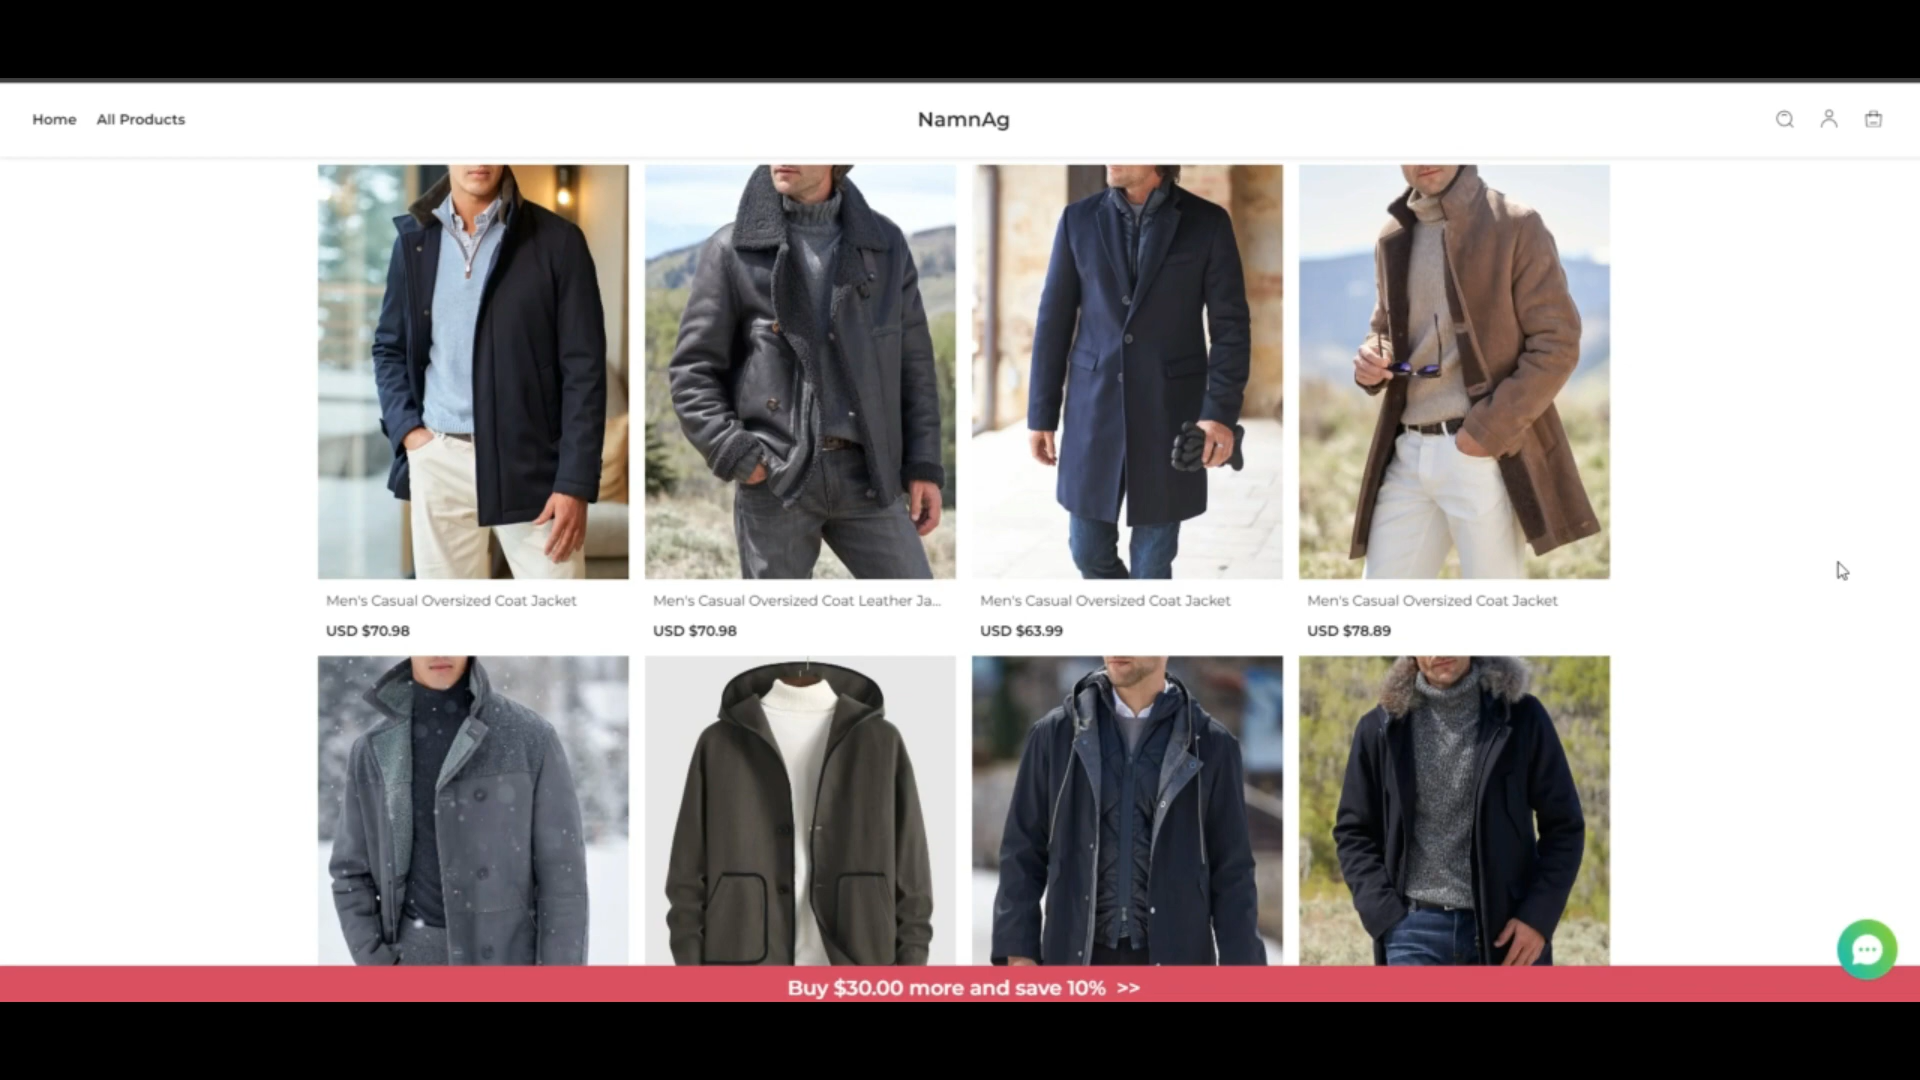 Home All Products NamnAg
Men's Casual Oversized Coat Jacket
USD $70.98
Men's Casual Oversized Coat Leather Ja...
USD $70.98
Men's Casual Oversized Coat Jacket
USD $63.99
Men's Casual Oversized Coat Jacket
USD $78.89
Buy $30.00 more and save 10% >>